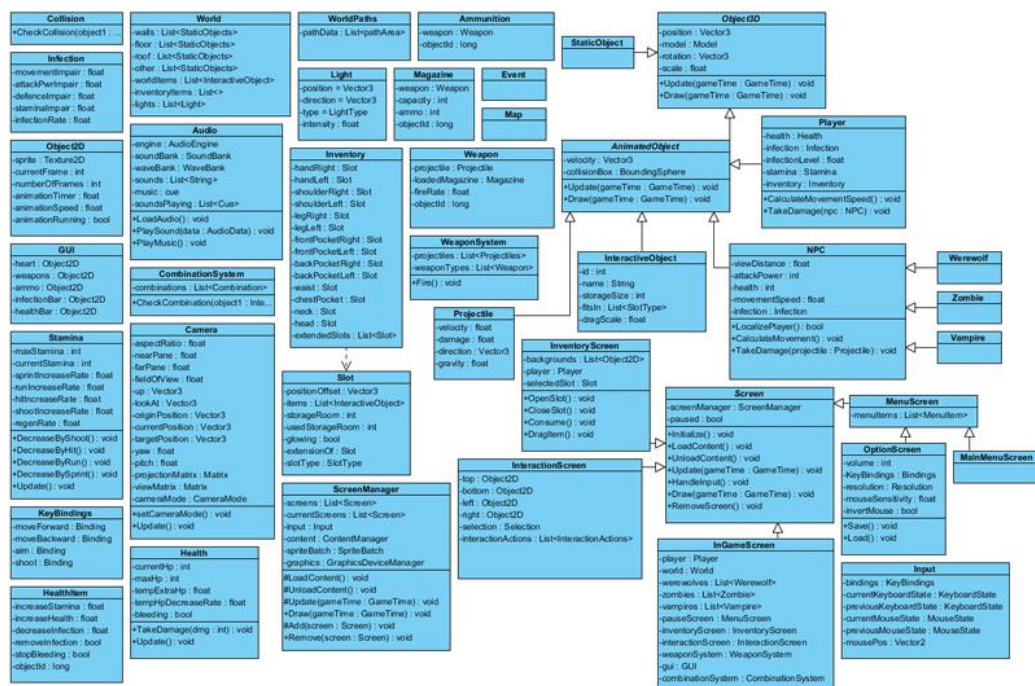 Collision
+CheckCollision(object1 : ...
Infection
-movementImpair : float
-attackPwrImpair : float
-defenceImpair : float
-staminaImpair : float
-infectionRate : float
Object2D
-sprite : Texture2D
-currentFrame : int
-numberOfFrames : int
-animationTimer : float
-animationSpeed : float
-animationRunning : bool
GUI
-heart : Object2D
-weapons : Object2D
-ammo : Object2D
-infectionBar : Object2D
-healthBar : Object2D
Stamina
-maxStamina : int
-currentStamina : int
-sprintIncreaseRate : float
-runIncreaseRate : float
-hitIncreaseRate : float
-shootIncreaseRate : float
-regenRate : float
+DecreaseByShoot() : void
+DecreaseByHit() : void
+DecreaseByRun() : void
+DecreaseBySprint() : void
+Update() : void
KeyBindings
-moveForward : Binding
-moveBackward : Binding
-aim : Binding
-shoot : Binding
HealthItem
-increaseStamina : float
-increaseHealth : float
-decreaseInfection : float
-removeInfection : bool
-stopBleeding : bool
-objectId : long
World
-walls : List<StaticObjects>
-floor : List<StaticObjects>
-roof : List<StaticObjects>
-other : List<StaticObjects>
-worldItems : List<InteractiveObject>
-inventoryItems : List<>
-lights : List<Light>
Audio
-engine : AudioEngine
-soundBank : SoundBank
-waveBank : WaveBank
-sounds : List<String>
-music : cue
-soundsPlaying : List<Cue>
+LoadAudio() : void
+PlaySound(data : AudioData) : void
+PlayMusic() : void
CombinationSystem
-combinations : List<Combination>
+CheckCombination(object1 : Inte...
Camera
-aspectRatio : float
-nearPane : float
-farPane : float
-fieldOfView : float
-up : Vector3
-lookAt : Vector3
-originPosition : Vector3
-currentPosition : Vector3
-targetPosition : Vector3
-yaw : float
-pitch : float
-projectionMatrix : Matrix
-viewMatrix : Matrix
-cameraMode : CameraMode
+setCameraMode() : void
+Update() : void
Health
-currentHp : int
-maxHp : int
-tempExtraHp : float
-tempHpDecreaseRate : float
-bleeding : bool
+TakeDamage(dmg : int) : void
+Update() : void
WorldPaths
-pathData : List<pathArea>
Light
-position = Vector3
-direction = Vector3
-type = LightType
-intensity : float
Inventory
-handRight : Slot
-handLeft : Slot
-shoulderRight : Slot
-shoulderLeft : Slot
-legRight : Slot
-legLeft : Slot
-frontPocketRight : Slot
-frontPocketLeft : Slot
-backPocketRight : Slot
-backPocketLeft : Slot
-waist : Slot
-chestPocket : Slot
-neck : Slot
-head : Slot
-extendedSlots : List<Slot>
Slot
-positionOffset : Vector3
-items : List<InteractiveObject>
-storageRoom : int
-usedStorageRoom : int
-glowing : bool
-extensionOf : Slot
-slotType : SlotType
ScreenManager
-screens : List<Screen>
-currentScreens : List<Screen>
-input : Input
-content : ContentManager
-spriteBatch : SpriteBatch
-graphics : GraphicsDeviceManager
#LoadContent() : void
#UnloadContent() : void
#Update(gameTime : GameTime) : void
+Draw(gameTime : GameTime) : void
#Add(screen : Screen) : void
+Remove(screen : Screen) : void
Ammunition
-weapon : Weapon
-objectId : long
Magazine
-weapon : Weapon
-capacity : int
-ammo : int
-objectId : long
Event
Map
Weapon
-projectile : Projectile
-loadedMagazine : Magazine
-fireRate : float
-objectId : long
WeaponSystem
-projectiles : List<Projectiles>
-weaponTypes : List<Weapon>
+Fire() : void
Projectile
-velocity : float
-damage : float
-direction : Vector3
-gravity : float
StaticObject
Object3D
-position : Vector3
-model : Model
-rotation : Vector3
-scale : float
+Update(gameTime : GameTime) : void
+Draw(gameTime : GameTime) : void
AnimatedObject
-velocity : Vector3
-collisionBox : BoundingSphere
+Update(gameTime : GameTime) : void
+Draw(gameTime : GameTime) : void
Player
-health : Health
-infection : Infection
-infectionLevel : float
-stamina : Stamina
-inventory : Inventory
+CalculateMovementSpeed() : void
+TakeDamage(npc : NPC) : void
InteractiveObject
-id : int
-name : String
-storageSize : int
-fitsIn : List<SlotType>
-dragScale : float
NPC
-viewDistance : float
-attackPower : int
-health : int
-movementSpeed : float
-infection : Infection
+LocalizePlayer() : bool
+CalculateMovement() : void
+TakeDamage(projectile : Projectile) : void
Werewolf
Zombie
Vampire
InventoryScreen
-backgrounds : List<Object2D>
-player : Player
-selectedSlot : Slot
+OpenSlot() : void
+CloseSlot() : void
+Consume() : void
+DragItem() : void
InteractionScreen
-top : Object2D
-bottom : Object2D
-left : Object2D
-right : Object2D
-selection : Selection
-interactionActions : List<InteractionActions>
Screen
-screenManager : ScreenManager
-paused : bool
+Initialize() : void
+LoadContent() : void
+UnloadContent() : void
+Update(gameTime : GameTime) : void
+HandleInput() : void
+Draw(gameTime : GameTime) : void
+RemoveScreen() : void
MenuScreen
-menuItems : List<MenuItem>
OptionScreen
-volume : int
-KeyBindings : Bindings
-resolution : Resolution
-mouseSensitivity : float
-invertMouse : bool
+Save() : void
+Load() : void
MainMenuScreen
InGameScreen
-player : Player
-world : World
-werewolves : List<Werewolf>
-zombies : List<Zombie>
-vampires : List<Vampire>
-pauseScreen : MenuScreen
-inventoryScreen : InventoryScreen
-interactionScreen : InteractionScreen
-weaponSystem : WeaponSystem
-gui : GUI
-combinationSystem : CombinationSystem
Input
-bindings : KeyBindings
-currentKeyboardState : KeyboardState
-previousKeyboardState : KeyboardState
-currentMouseState : MouseState
-previousMouseState : MouseState
-mousePos : Vector2